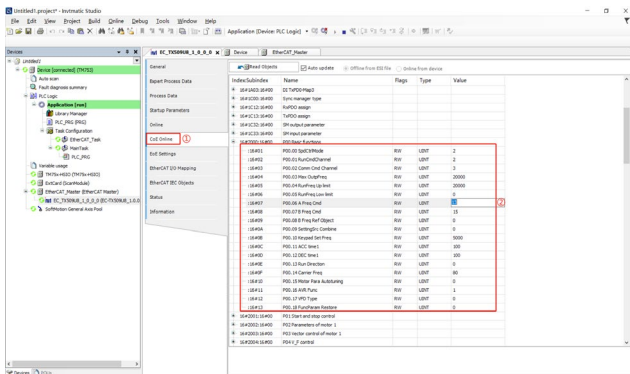 Untitled1.project* - Invtmatic Studio
File Edit View Project Build Online Debug Tools Window Help
Application [Device: PLC Logic]
Devices
Untitled1
Device [connected] (TM753)
Auto scan
Fault diagnosis summary
PLC Logic
Application [run]
Library Manager
PLC_PRG (PRG)
Task Configuration
EtherCAT_Task
MainTask
PLC_PRG
Variable usage
ExtCard (ScanModule)
EtherCAT_Master (EtherCAT Master)
SoftMotion General Axis Pool
Devices
EC_TX509U8_1_0_0_0 X
Device
EtherCAT_Master
General
Expert Process Data
Process Data
Startup Parameters
Online
CoE Online ①
EoE Settings
EtherCAT I/O Mapping
EtherCAT IEC Objects
Status
Information
Read Objects Auto update Offline from ESI file Online from device
Index:Subindex Name Flags Type Value
16#1A03:16#00 DI TxPDO-Map3
16#1C00:16#00 Sync manager type
16#1C12:16#00 RxPDO assign
16#1C13:16#00 TxPDO assign
16#1C32:16#00 SM output parameter
16#1C33:16#00 SM input parameter
16#2000:16#00 P00 Basic functions
:16#01 P00.00 SpdCtrlMode RW UINT 2
:16#02 P00.01 RunCmdChannel RW UINT 2
:16#03 P00.02 Comm Cmd Channel RW UINT 3
:16#04 P00.03 Max OutpFreq RW UINT 20000
:16#05 P00.04 RunFreq Up limit RW UINT 20000
:16#06 P00.05 RunFreq Low limit RW UINT 0
:16#07 P00.06 A Freq Cmd RW UINT ②
:16#08 P00.07 B Freq Cmd RW UINT 15
:16#09 P00.08 B Freq Ref Object RW UINT 0
:16#0A P00.09 SettingSrc Combine RW UINT 0
:16#0B P00.10 Keypad Set Freq RW UINT 5000
:16#0C P00.11 ACC time1 RW UINT 100
:16#0D P00.12 DEC time1 RW UINT 100
:16#0E P00.13 Run Direction RW UINT 0
:16#0F P00.14 Carrier Freq RW UINT 80
:16#10 P00.15 Motor Para Autotuning RW UINT 0
:16#11 P00.16 AVR Func RW UINT 1
:16#12 P00.17 VFD Type RW UINT 0
:16#13 P00.18 FuncParam Restore RW UINT 0
16#2001:16#00 P01 Start and stop control
16#2002:16#00 P02 Parameters of motor 1
16#2003:16#00 P03 Vector control of motor 1
16#2004:16#00 P04 V_F control